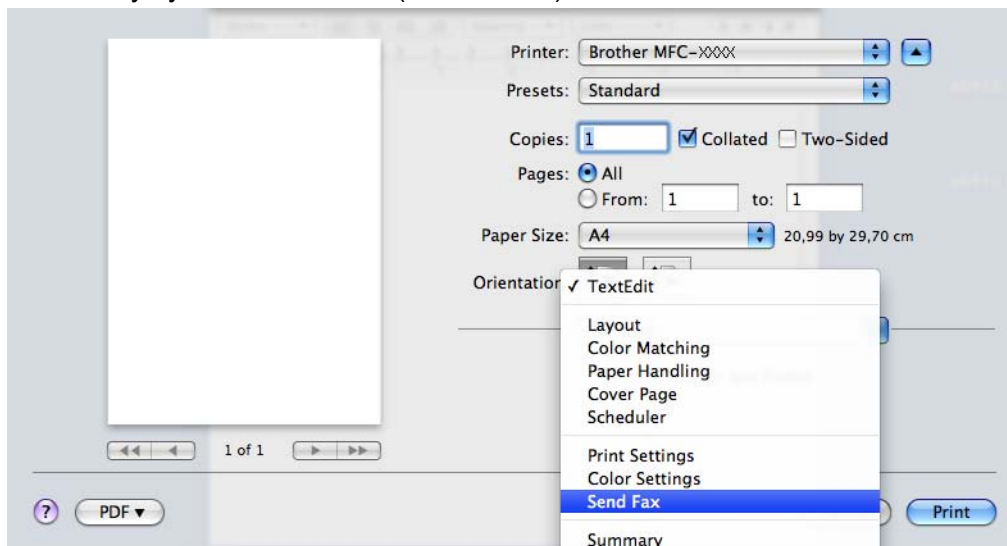 Printer: Brother MFC-XXXX
Presets: Standard
Copies: 1 Collated Two-Sided
Pages: All
From: 1 to: 1
Paper Size: A4 20,99 by 29,70 cm
Orientation
TextEdit
Layout
Color Matching
Paper Handling
Cover Page
Scheduler
1 of 1
Print Settings
Color Settings
Send Fax
? PDF Print
Summary